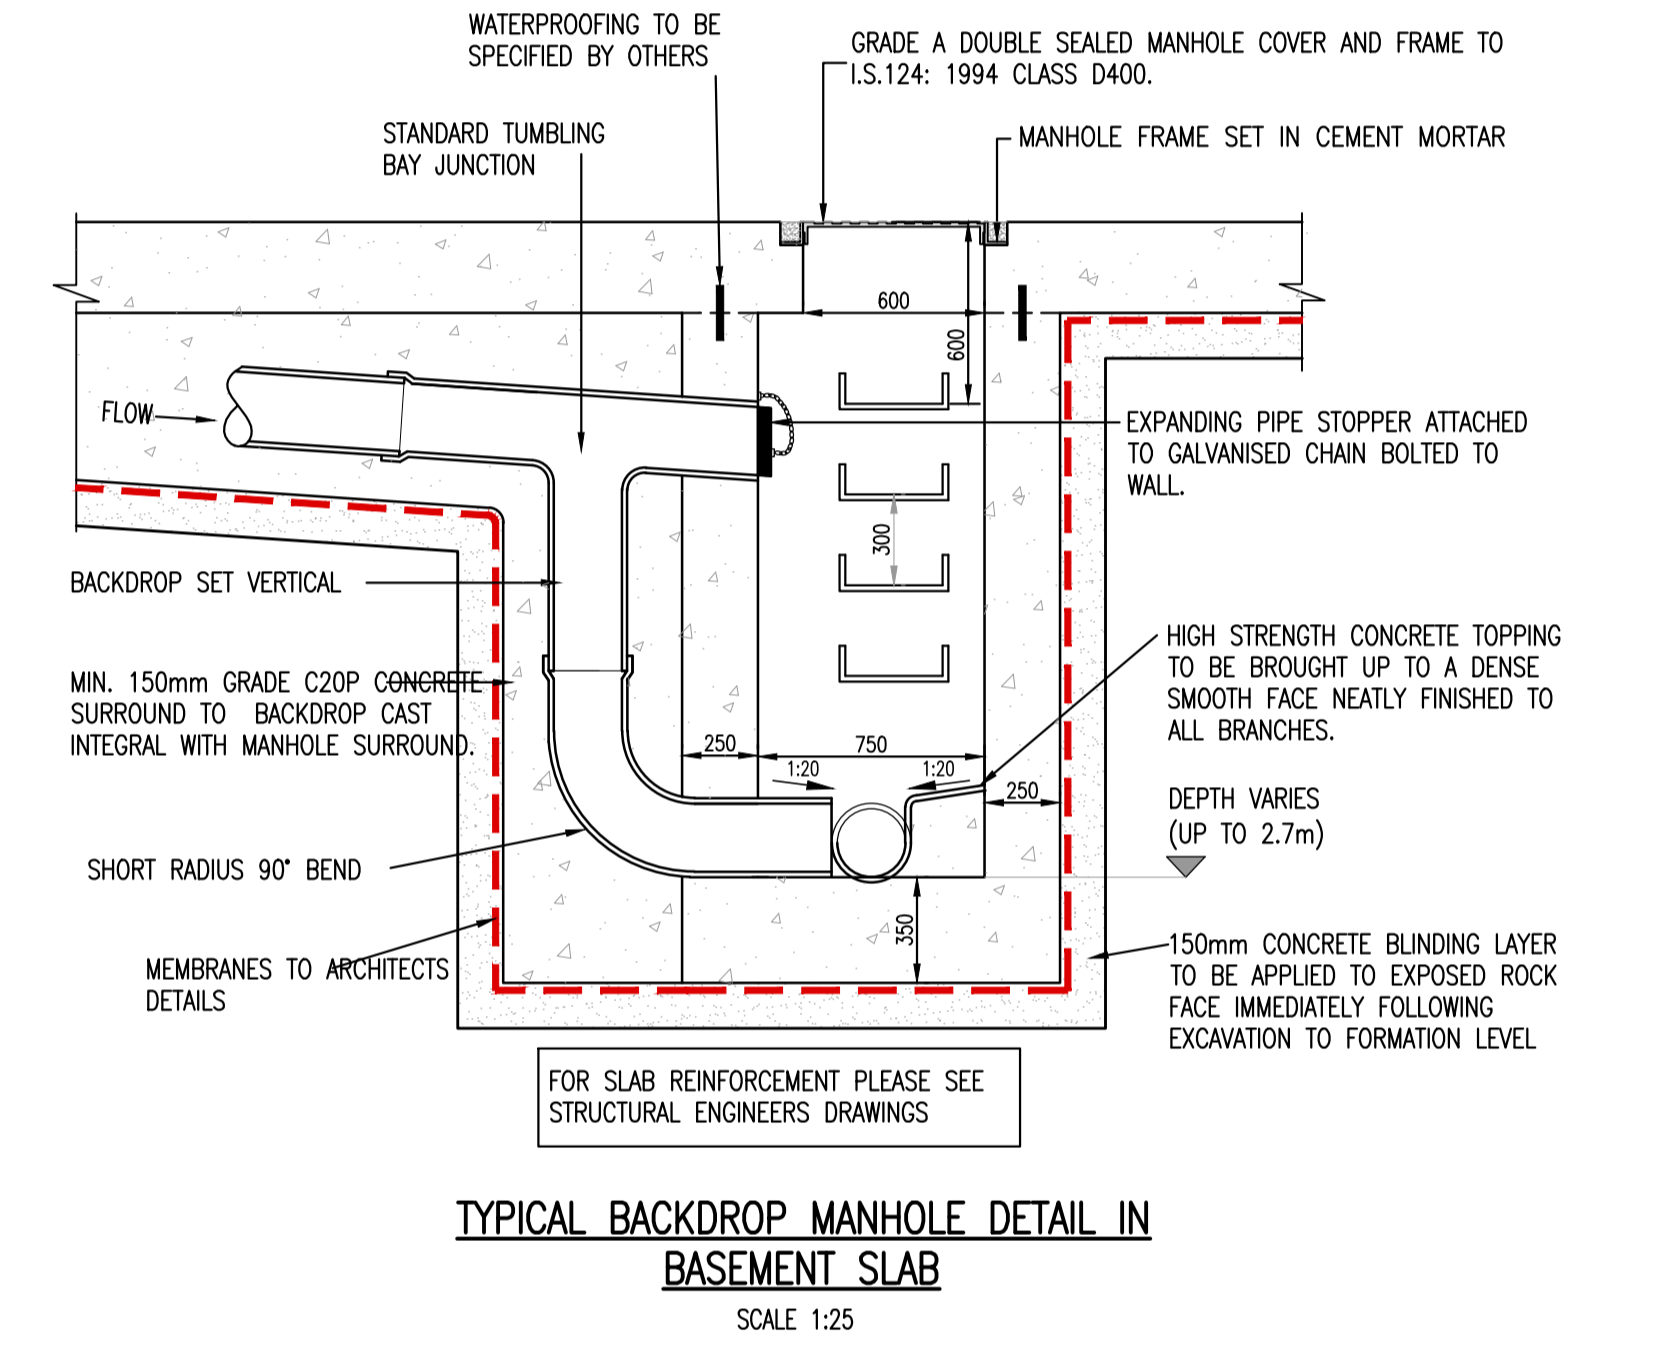 WATERPROOFING TO BE
SPECIFIED BY OTHERS
GRADE A DOUBLE SEALED MANHOLE COVER AND FRAME TO
I.S.124: 1994 CLASS D400.
STANDARD TUMBLING
BAY JUNCTION
MANHOLE FRAME SET IN CEMENT MORTAR
600
600
FLOW
EXPANDING PIPE STOPPER ATTACHED
TO GALVANISED CHAIN BOLTED TO
WALL.
300
BACKDROP SET VERTICAL
HIGH STRENGTH CONCRETE TOPPING
TO BE BROUGHT UP TO A DENSE
SMOOTH FACE NEATLY FINISHED TO
ALL BRANCHES.
MIN. 150mm GRADE C20P CONCRETE
SURROUND TO BACKDROP CAST
INTEGRAL WITH MANHOLE SURROUND.
250
750
1:20
1:20
250
DEPTH VARIES
(UP TO 2.7m)
SHORT RADIUS 90° BEND
350
MEMBRANES TO ARCHITECTS
DETAILS
150mm CONCRETE BLINDING LAYER
TO BE APPLIED TO EXPOSED ROCK
FACE IMMEDIATELY FOLLOWING
EXCAVATION TO FORMATION LEVEL
FOR SLAB REINFORCEMENT PLEASE SEE
STRUCTURAL ENGINEERS DRAWINGS
TYPICAL BACKDROP MANHOLE DETAIL IN
BASEMENT SLAB
SCALE 1:25